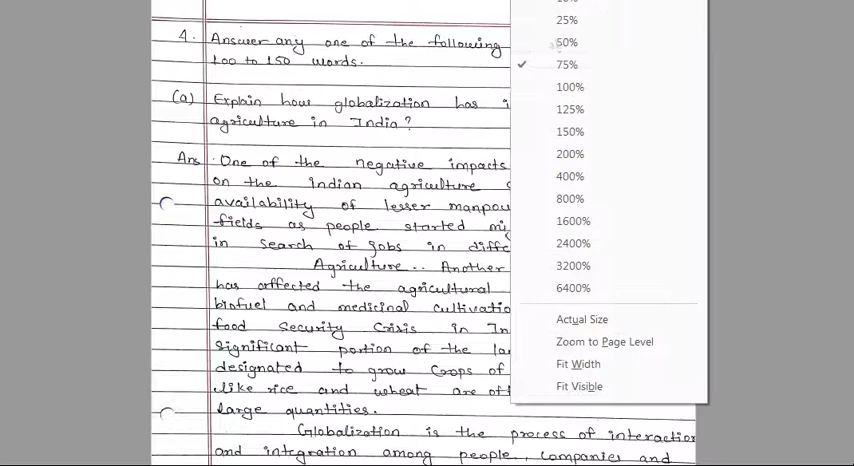 25%
4. Answer any one of the following
50%
100 to 150 words.
75%
100%
(a) Explain how globalization has i
125%
agriculture in India?
150%
Ans. One of the negative impacts
200%
on the Indian agriculture
400%
availability of lesser manpow
800%
fields as people started mig
1600%
in search of jobs in diffe
2400%
Agriculture.. Another
3200%
has affected the agricultural
6400%
biofuel and medicinal cultivatio
Actual Size
food security Crisis in In
Zoom to Page Level
significant portion of the la
Fit Width
designated to grow Crops of
Fit Visible
like rice and wheat are off
large quantities.
Globalization is the process of interaction
and integration among people, companies and